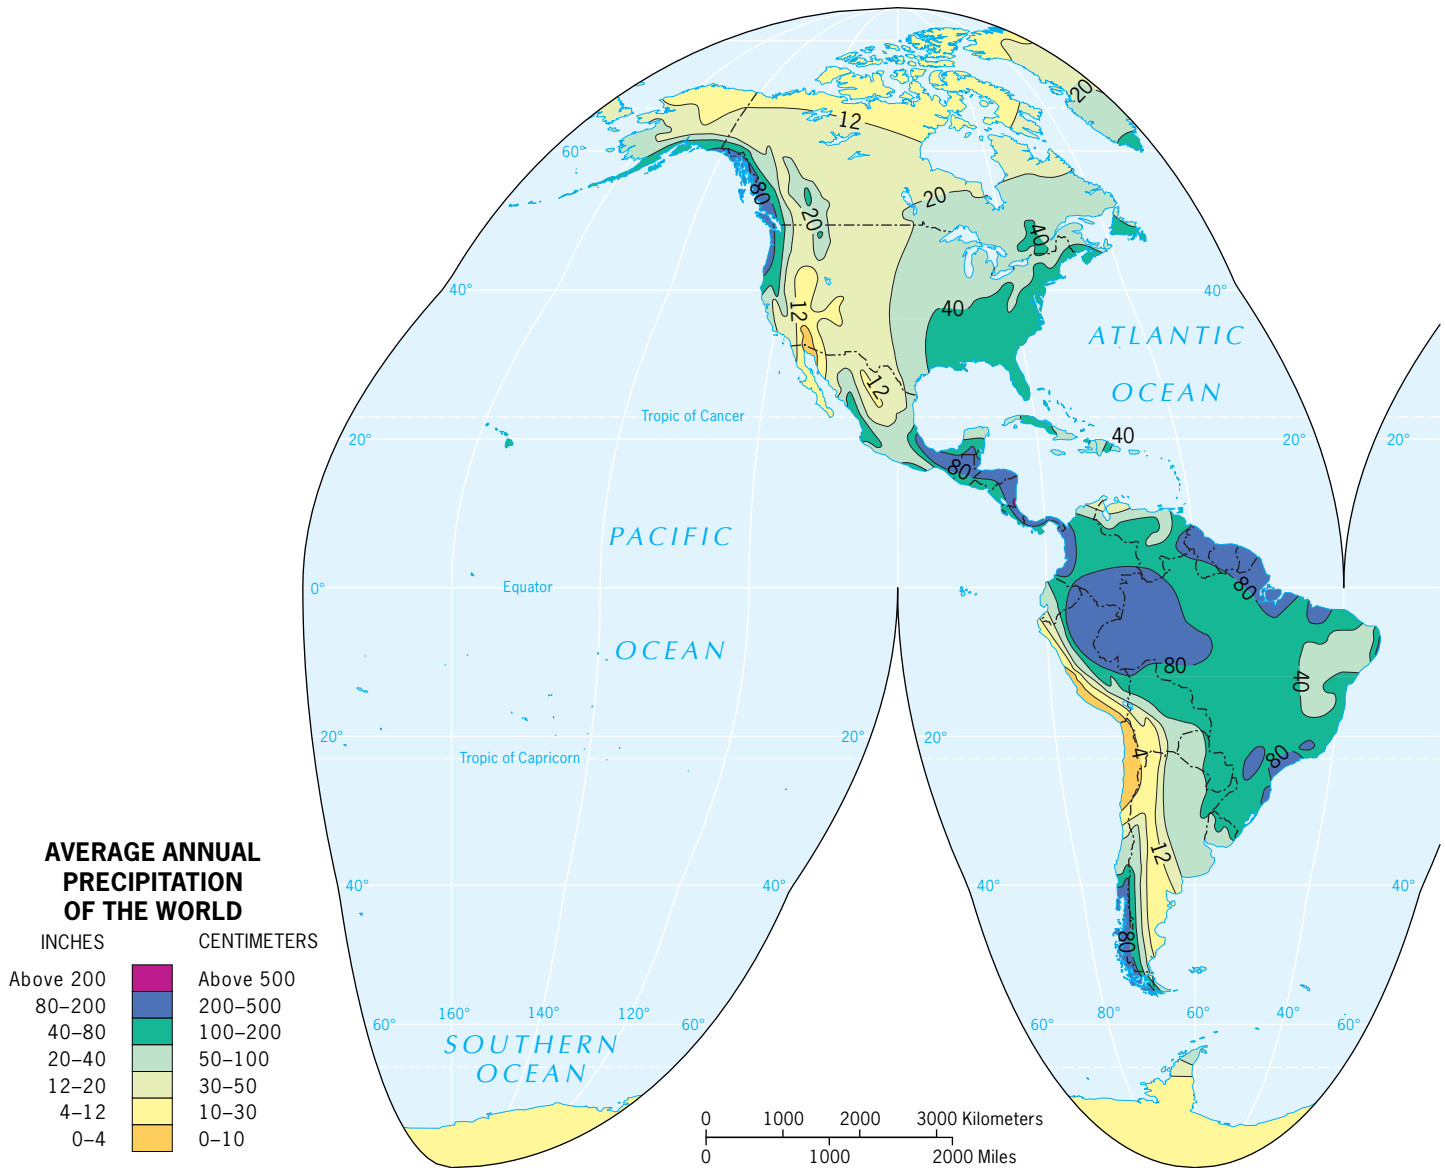 20
12
60°
80
20
20
40
40°
12
40
40°
ATLANTIC
OCEAN
12
Tropic of Cancer
40
20°
20°
20°
80
PACIFIC
0°
Equator
80
OCEAN
80
40
20°
20°
20°
Tropic of Capricorn
4
80
AVERAGE ANNUAL
PRECIPITATION
OF THE WORLD
12
40°
40°
40°
40°
INCHES CENTIMETERS
80
Above 200 Above 500
80–200 200–500
40–80 100–200
20–40 50–100
12–20 30–50
4–12 10–30
0–4 0–10
60° 160° 140° 120° 60°
60° 80° 60° 40° 60°
SOUTHERN
OCEAN
0 1000 2000 3000 Kilometers
0 1000 2000 Miles